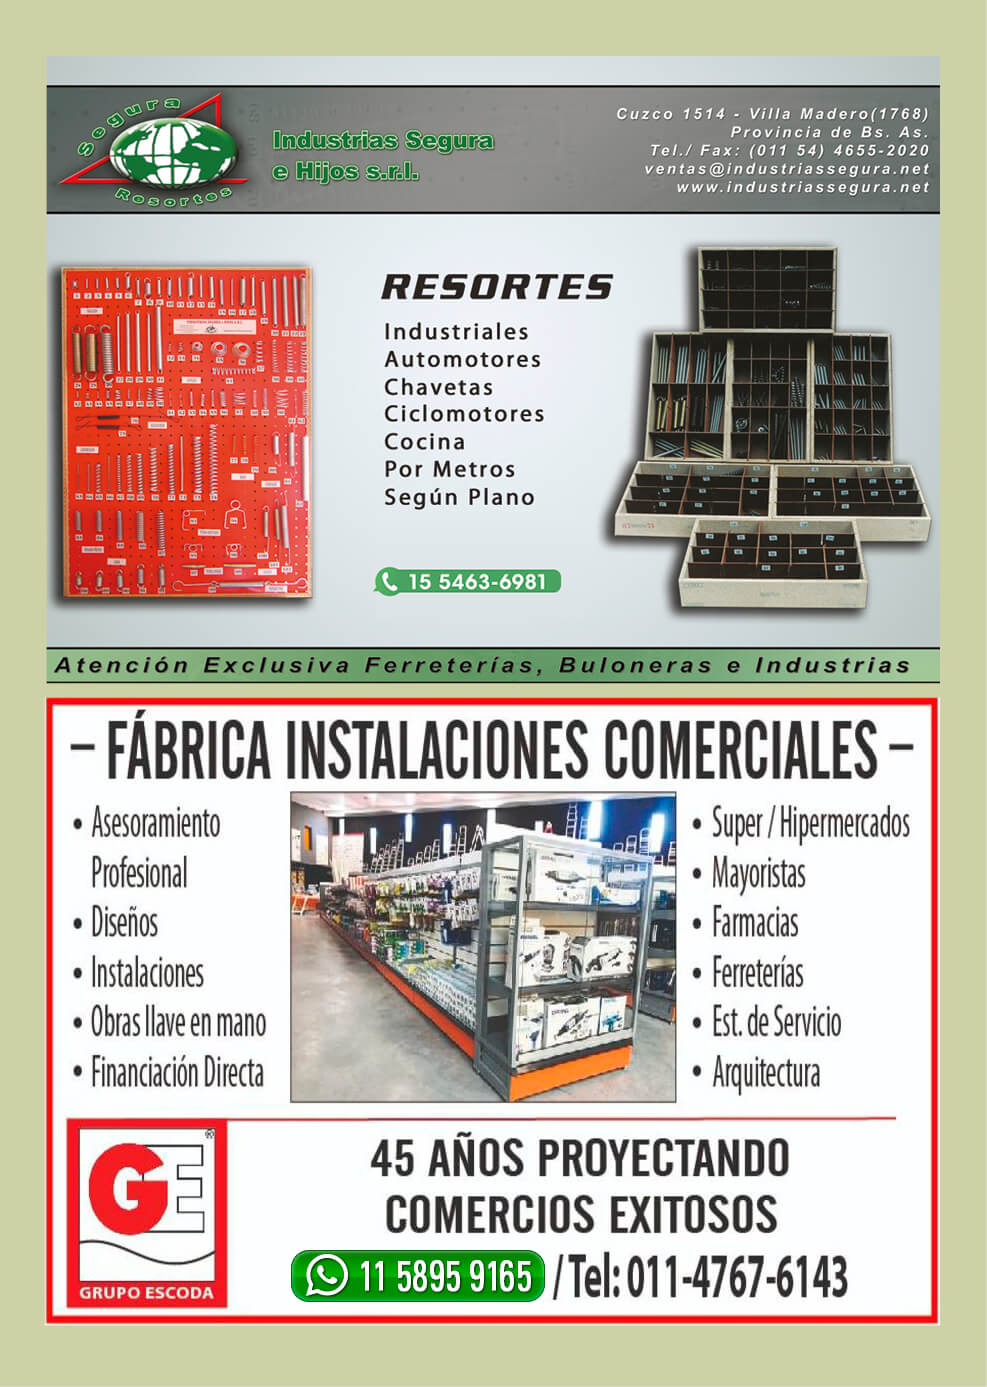 Segura
Resortes
Industrias Segura
e Hijos s.r.l.
Cuzco 1514 - Villa Madero(1768)
Provincia de Bs. As.
Tel./ Fax: (011 54) 4655-2020
ventas@industriassegura.net
www.industriassegura.net
RESORTES
Industriales
Automotores
Chavetas
Ciclomotores
Cocina
Por Metros
Según Plano
15 5463-6981
Atención Exclusiva Ferreterías, Buloneras e Industrias
– FÁBRICA INSTALACIONES COMERCIALES –
• Asesoramiento
Profesional
• Diseños
• Instalaciones
• Obras llave en mano
• Financiación Directa
• Super / Hipermercados
• Mayoristas
• Farmacias
• Ferreterías
• Est. de Servicio
• Arquitectura
GE®
GRUPO ESCODA
45 AÑOS PROYECTANDO
COMERCIOS EXITOSOS
11 5895 9165 / Tel: 011-4767-6143